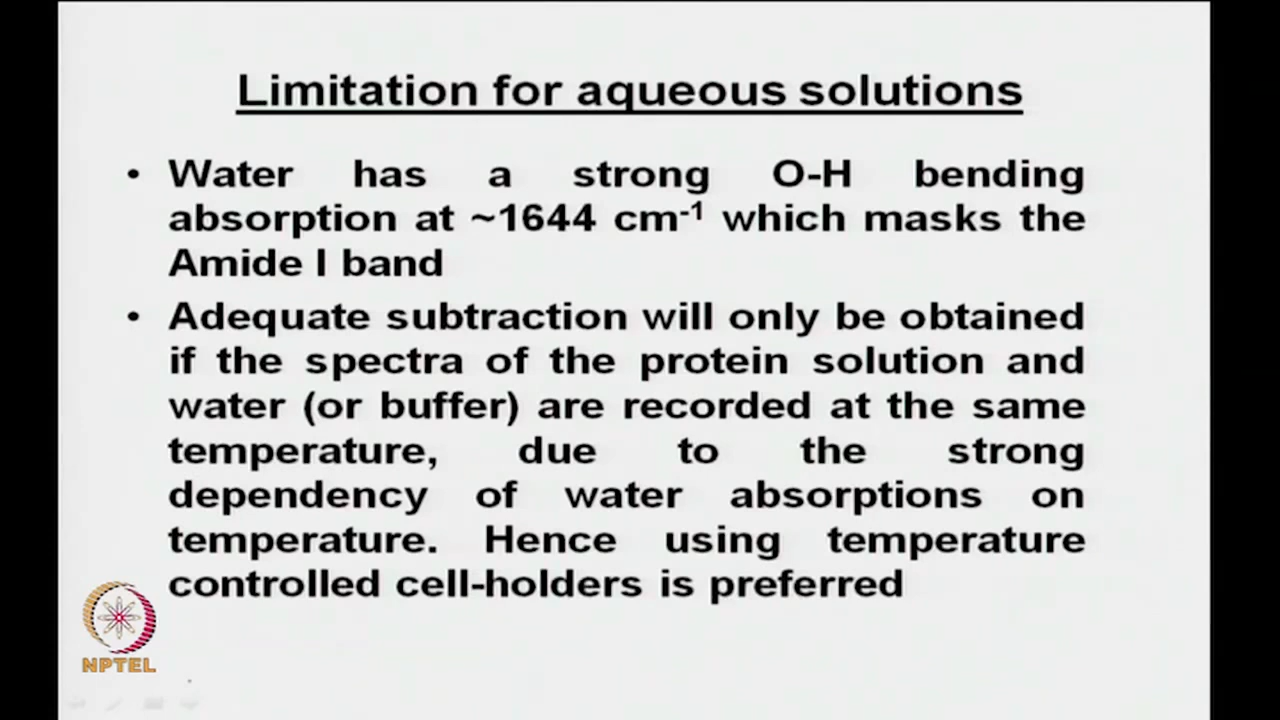 Limitation for aqueous solutions
• Water has a strong O-H bending
absorption at ~1644 cm⁻¹ which masks the
Amide I band
• Adequate subtraction will only be obtained
if the spectra of the protein solution and
water (or buffer) are recorded at the same
temperature, due to the strong
dependency of water absorptions on
temperature. Hence using temperature
controlled cell-holders is preferred
NPTEL